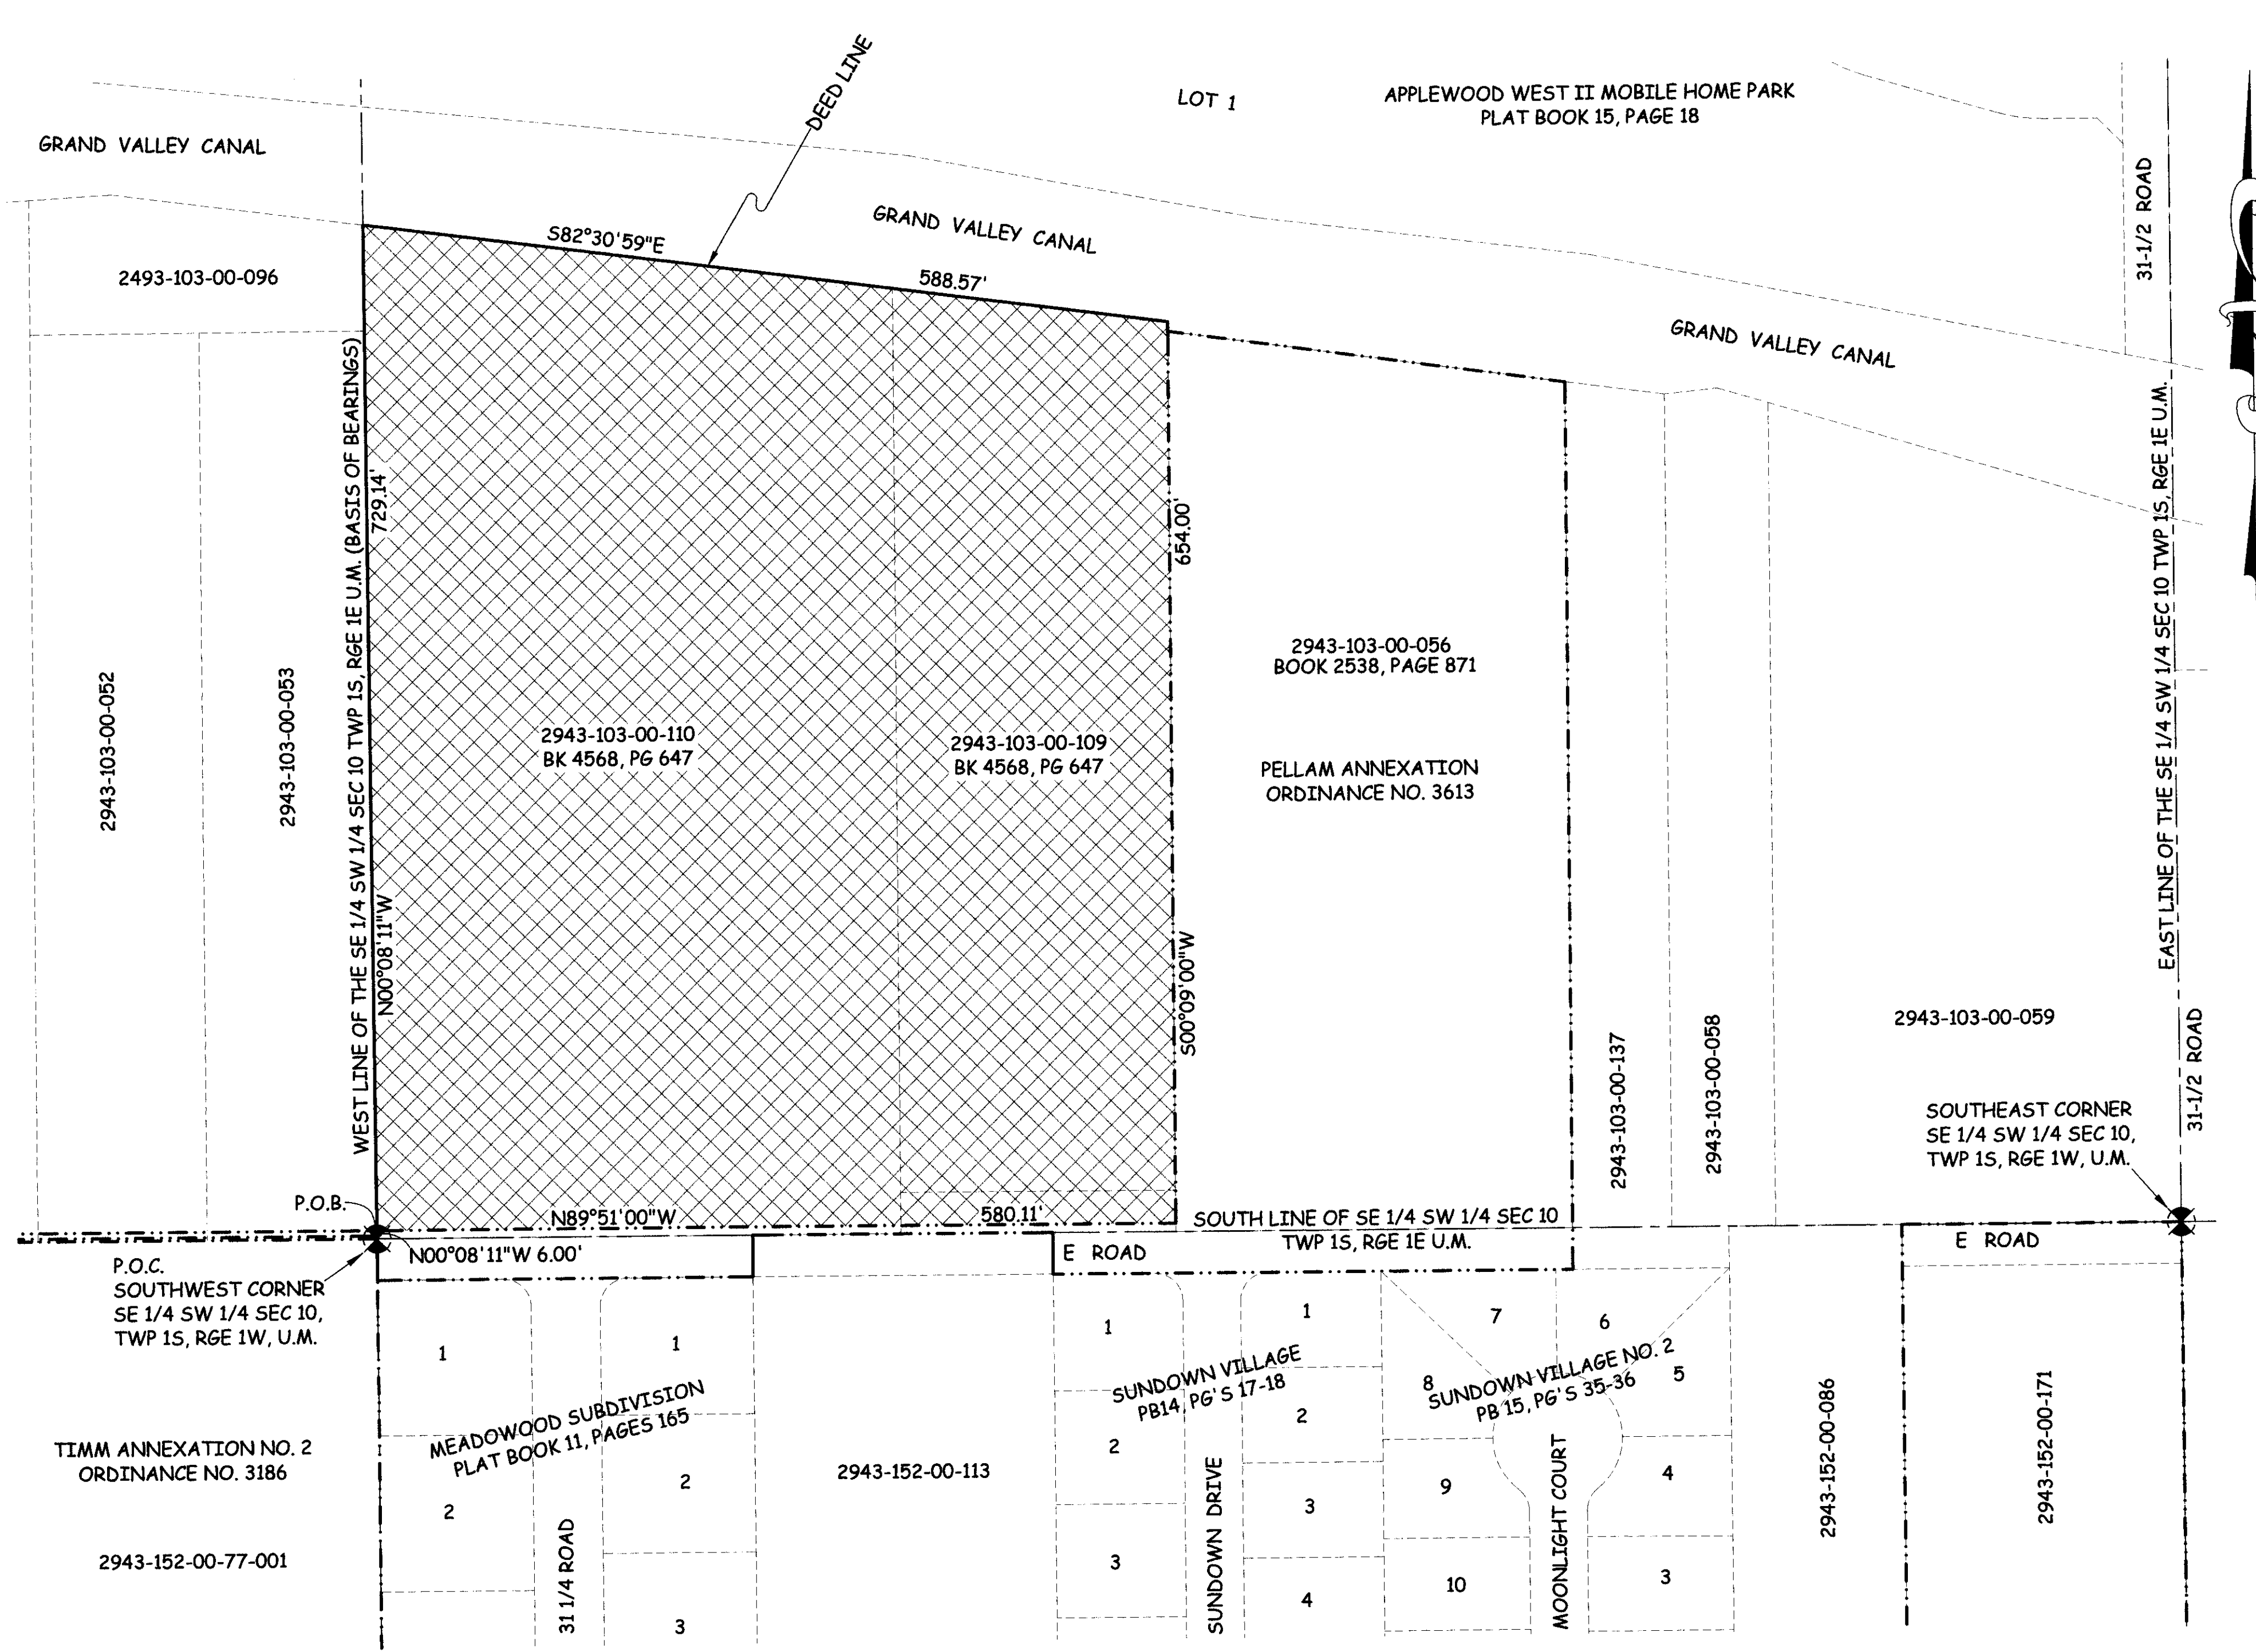 DEED LINE
LOT 1
APPLEWOOD WEST II MOBILE HOME PARK
PLAT BOOK 15, PAGE 18
GRAND VALLEY CANAL
31-1/2 ROAD
GRAND VALLEY CANAL
S82°30'59"E
588.57'
2493-103-00-096
GRAND VALLEY CANAL
WEST LINE OF THE SE 1/4 SW 1/4 SEC 10 TWP 1S, RGE 1E U.M. (BASIS OF BEARINGS)
729.14'
N00°08'11"W
654.00'
S00°09'00"W
EAST LINE OF THE SE 1/4 SW 1/4 SEC 10 TWP 1S, RGE 1E U.M.
2943-103-00-052
2943-103-00-053
2943-103-00-110
BK 4568, PG 647
2943-103-00-109
BK 4568, PG 647
2943-103-00-056
BOOK 2538, PAGE 871
PELLAM ANNEXATION
ORDINANCE NO. 3613
2943-103-00-137
2943-103-00-058
2943-103-00-059
31-1/2 ROAD
SOUTHEAST CORNER
SE 1/4 SW 1/4 SEC 10,
TWP 1S, RGE 1W, U.M.
P.O.B.
N89°51'00"W
580.11'
SOUTH LINE OF SE 1/4 SW 1/4 SEC 10
TWP 1S, RGE 1E U.M.
N00°08'11"W 6.00'
E ROAD
E ROAD
P.O.C.
SOUTHWEST CORNER
SE 1/4 SW 1/4 SEC 10,
TWP 1S, RGE 1W, U.M.
1
1
1
1
7
6
MEADOWOOD SUBDIVISION
PLAT BOOK 11, PAGES 165
SUNDOWN VILLAGE
PB14, PG'S 17-18
SUNDOWN VILLAGE NO. 2
PB 15, PG'S 35-36
8
5
TIMM ANNEXATION NO. 2
ORDINANCE NO. 3186
2943-152-00-113
2
2
2
2
9
4
2943-152-00-086
2943-152-00-171
2943-152-00-77-001
31 1/4 ROAD
SUNDOWN DRIVE
MOONLIGHT COURT
3
3
3
4
10
3